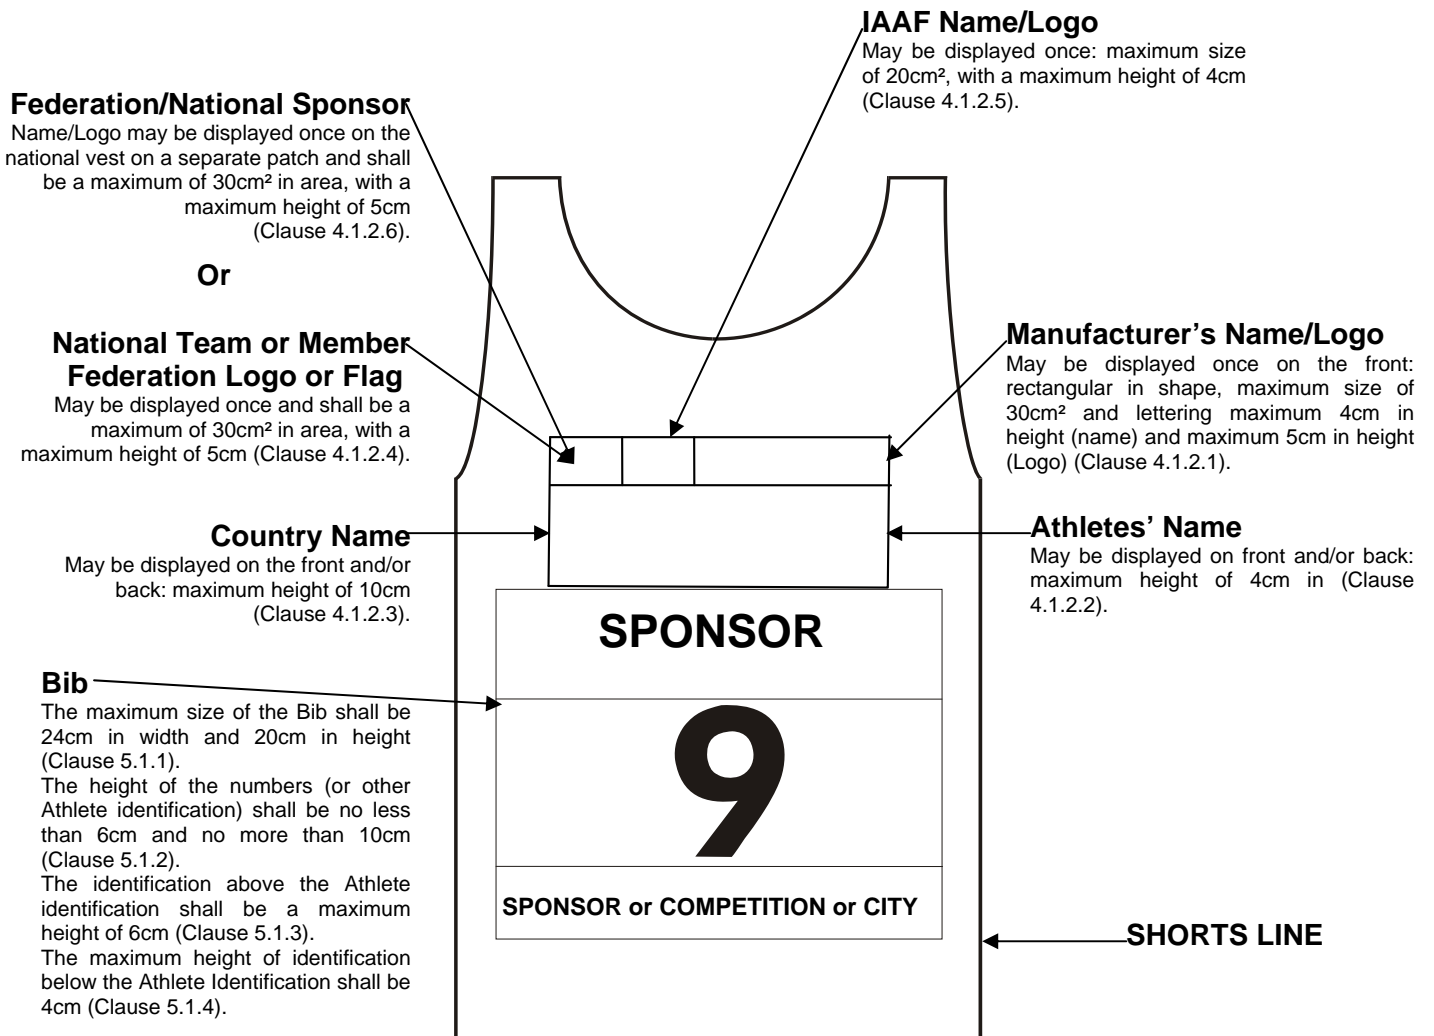 IAAF Name/Logo
May be displayed once: maximum size
of 20cm², with a maximum height of 4cm
(Clause 4.1.2.5).
Federation/National Sponsor
Name/Logo may be displayed once on the
national vest on a separate patch and shall
be a maximum of 30cm² in area, with a
maximum height of 5cm
(Clause 4.1.2.6).
Or
National Team or Member
Federation Logo or Flag
May be displayed once and shall be a
maximum of 30cm² in area, with a
maximum height of 5cm (Clause 4.1.2.4).
Manufacturer’s Name/Logo
May be displayed once on the front:
rectangular in shape, maximum size of
30cm² and lettering maximum 4cm in
height (name) and maximum 5cm in height
(Logo) (Clause 4.1.2.1).
Country Name
May be displayed on the front and/or
back: maximum height of 10cm
(Clause 4.1.2.3).
Athletes’ Name
May be displayed on front and/or back:
maximum height of 4cm in (Clause
4.1.2.2).
Bib
The maximum size of the Bib shall be
24cm in width and 20cm in height
(Clause 5.1.1).
The height of the numbers (or other
Athlete identification) shall be no less
than 6cm and no more than 10cm
(Clause 5.1.2).
The identification above the Athlete
identification shall be a maximum
height of 6cm (Clause 5.1.3).
The maximum height of identification
below the Athlete Identification shall be
4cm (Clause 5.1.4).
SPONSOR
9
SPONSOR or COMPETITION or CITY
SHORTS LINE